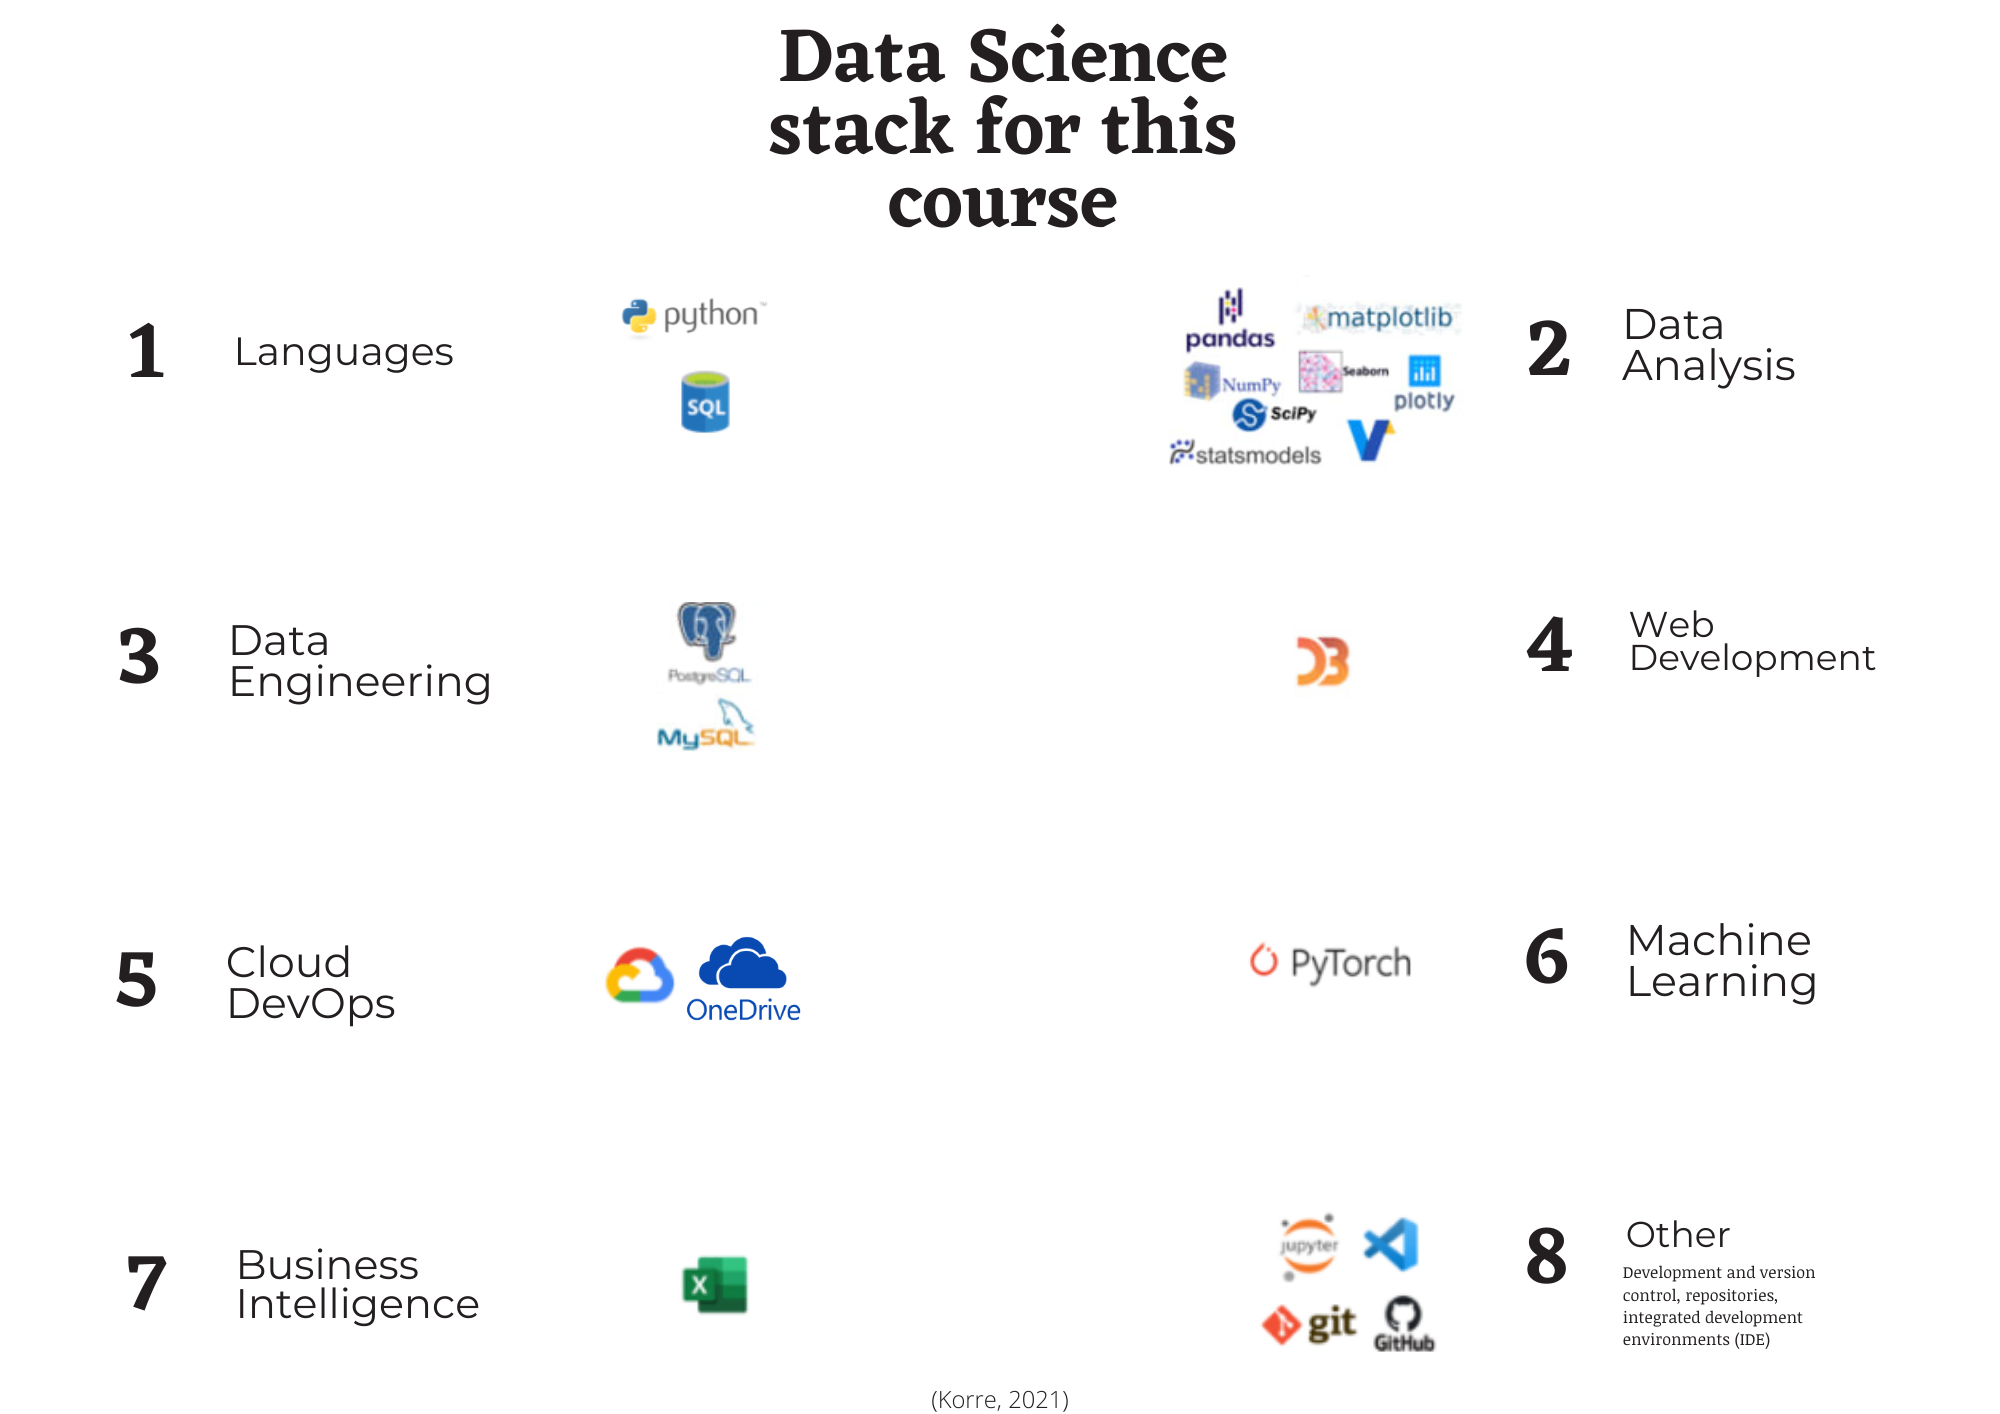 Data Science
stack for this
course
1
Languages
python™
SQL
pandas
matplotlib
NumPy
Seaborn
plotly
SciPy
statsmodels
2
Data
Analysis
3
Data
Engineering
PostgreSQL
MySQL
D3
4
Web
Development
5
Cloud
DevOps
OneDrive
PyTorch
6
Machine
Learning
7
Business
Intelligence
X
jupyter
git
GitHub
8
Other
Development and version
control, repositories,
integrated development
environments (IDE)
(Korre, 2021)